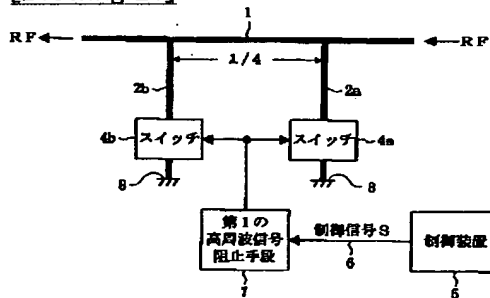 1
RF
RF
λ/4
2b
2a
4b
スイッチ
スイッチ
4a
8
8
第1の
高周波信号
阻止手段
7
制御信号S
6
制御装置
5